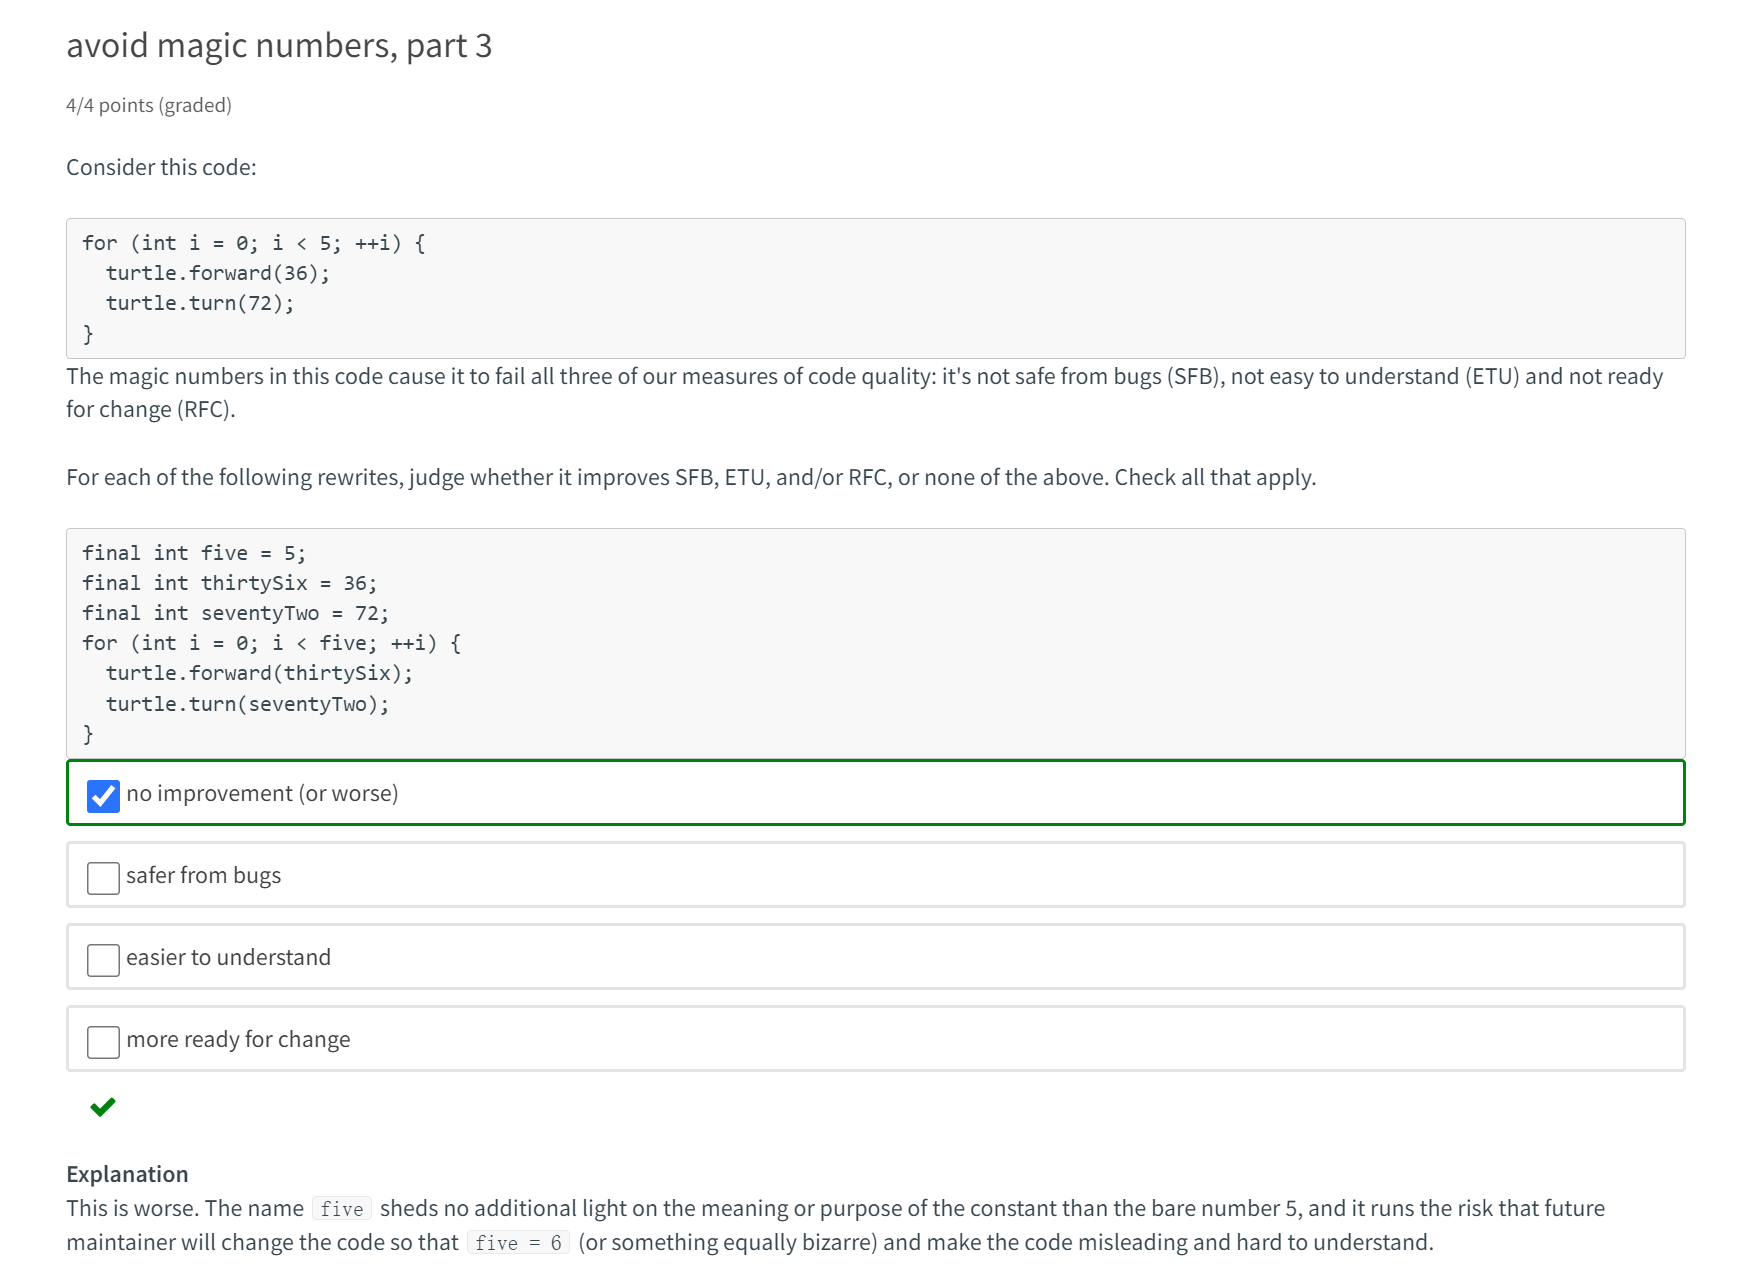 avoid magic numbers, part 3
4/4 points (graded)
Consider this code:
for (int i = 0; i < 5; ++i) {
  turtle.forward(36);
  turtle.turn(72);
}
The magic numbers in this code cause it to fail all three of our measures of code quality: it's not safe from bugs (SFB), not easy to understand (ETU) and not ready
for change (RFC).
For each of the following rewrites, judge whether it improves SFB, ETU, and/or RFC, or none of the above. Check all that apply.
final int five = 5;
final int thirtySix = 36;
final int seventyTwo = 72;
for (int i = 0; i < five; ++i) {
  turtle.forward(thirtySix);
  turtle.turn(seventyTwo);
}
no improvement (or worse)
safer from bugs
easier to understand
more ready for change
Explanation
This is worse. The name five sheds no additional light on the meaning or purpose of the constant than the bare number 5, and it runs the risk that future
maintainer will change the code so that five = 6 (or something equally bizarre) and make the code misleading and hard to understand.